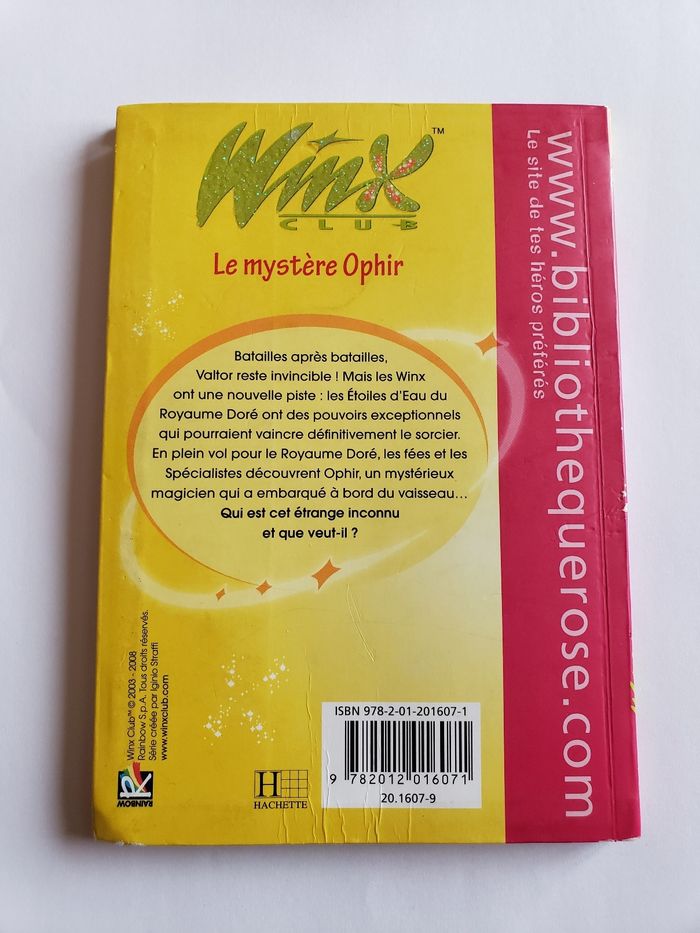 Winx™
CLUB
Le mystère Ophir
Batailles après batailles,
Valtor reste invincible ! Mais les Winx
ont une nouvelle piste : les Étoiles d'Eau du
Royaume Doré ont des pouvoirs exceptionnels
qui pourraient vaincre définitivement le sorcier.
En plein vol pour le Royaume Doré, les fées et les
Spécialistes découvrent Ophir, un mystérieux
magicien qui a embarqué à bord du vaisseau...
Qui est cet étrange inconnu
et que veut-il ?
www.bibliothequerose.com
Le site de tes héros préférés
Winx Club™ © 2003 - 2008
Rainbow S.p.A. Tous droits réservés.
Série créée par Iginio Straffi
www.winxclub.com
RAINBOW
H
HACHETTE
ISBN 978-2-01-201607-1
9 782012 016071
20.1607-9